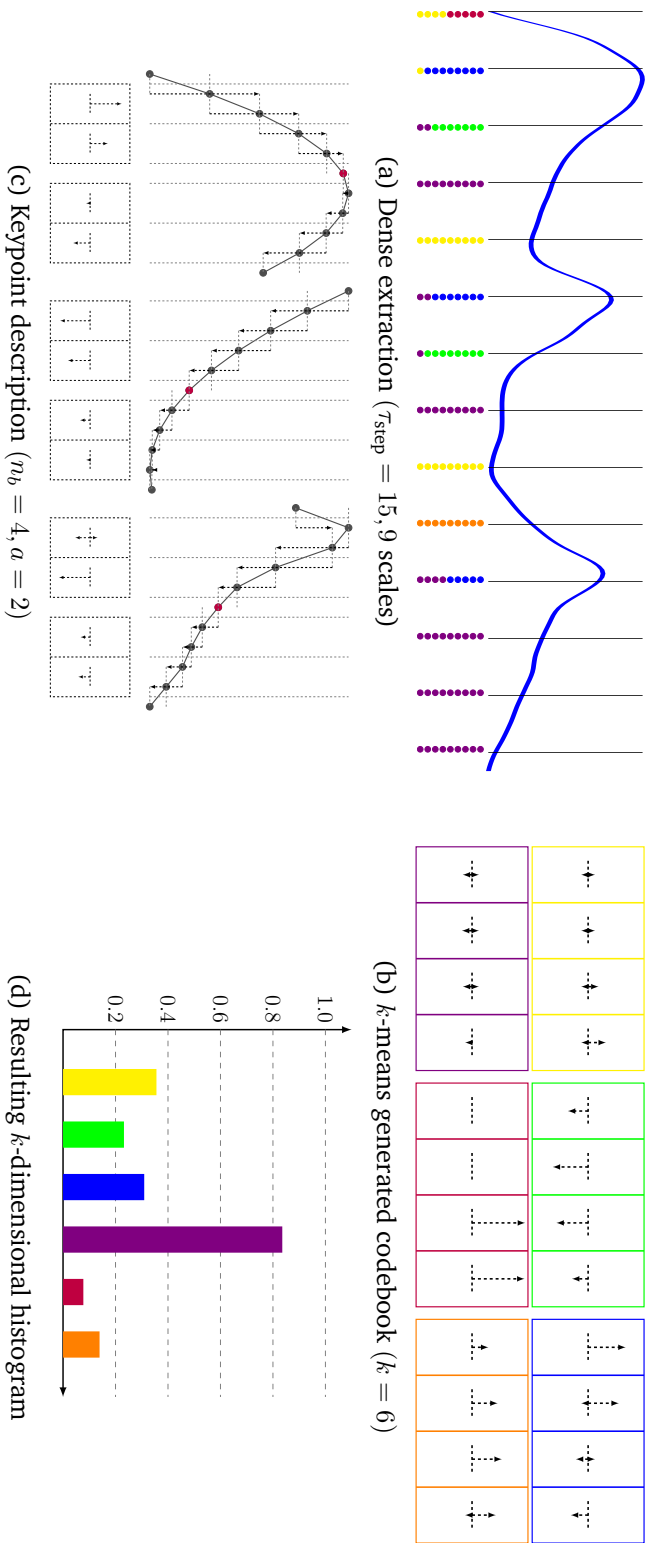 (a) Dense extraction (τstep = 15, 9 scales)
(b) k-means generated codebook (k = 6)
(c) Keypoint description (nb = 4, a = 2)
1.0
0.8
0.6
0.4
0.2
(d) Resulting k-dimensional histogram